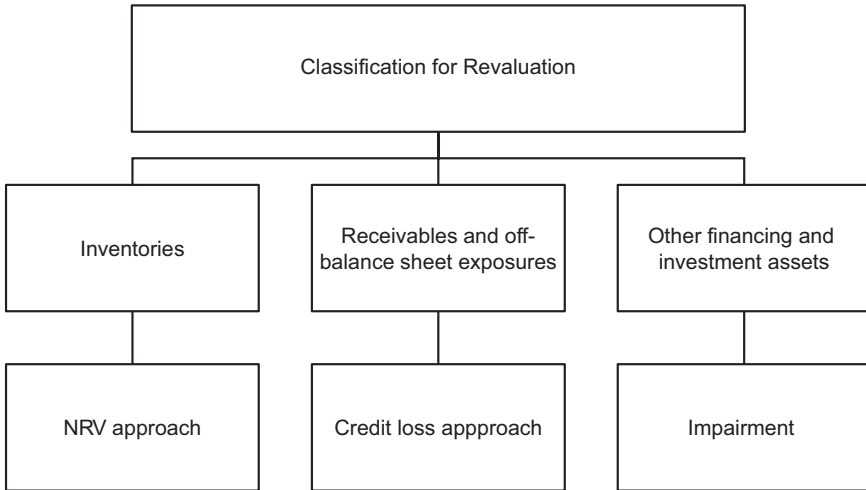 Classification for Revaluation
Inventories
Receivables and off-
balance sheet exposures
Other financing and
investment assets
NRV approach
Credit loss appproach
Impairment